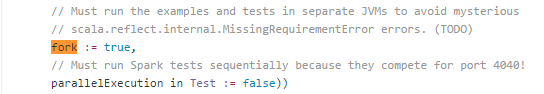 // Must run the examples and tests in separate JVMs to avoid mysterious
// scala.reflect.internal.MissingRequirementError errors. (TODO)
fork := true,
// Must run Spark tests sequentially because they compete for port 4040!
parallelExecution in Test := false))